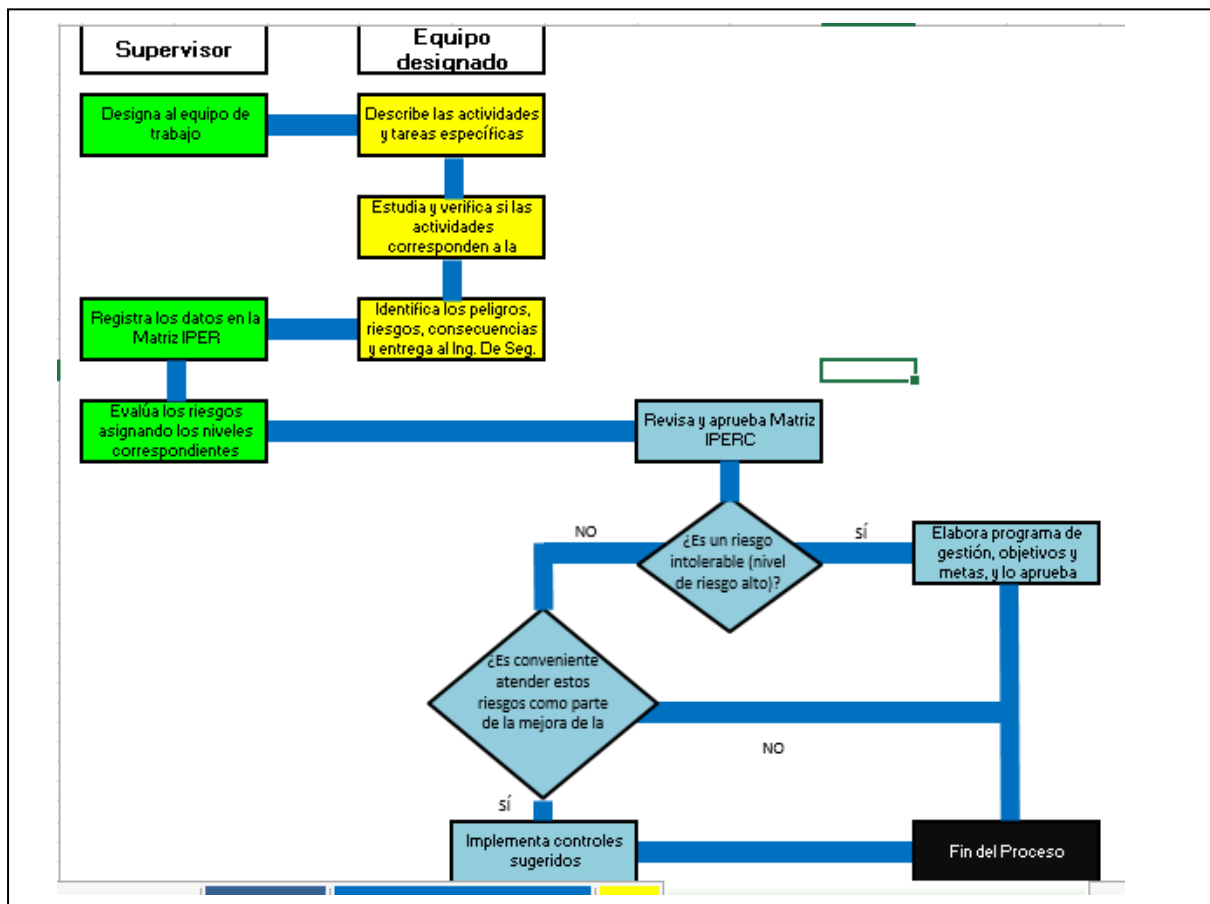 Supervisor
Equipo
designado
Designa al equipo de
trabajo
Describe las actividades
y tareas específicas
Estudia y verifica si las
actividades
corresponden a la
Registra los datos en la
Matriz IPER
Identifica los peligros,
riesgos, consecuencias
y entrega al Ing. De Seg.
Evalúa los riesgos
asignando los niveles
correspondientes
Revisa y aprueba Matriz
IPERC
NO
¿Es un riesgo
intolerable (nivel
de riesgo alto)?
SÍ
Elabora programa de
gestión, objetivos y
metas, y lo aprueba
¿Es conveniente
atender estos
riesgos como parte
de la mejora de la
NO
SÍ
Implementa controles
sugeridos
Fin del Proceso